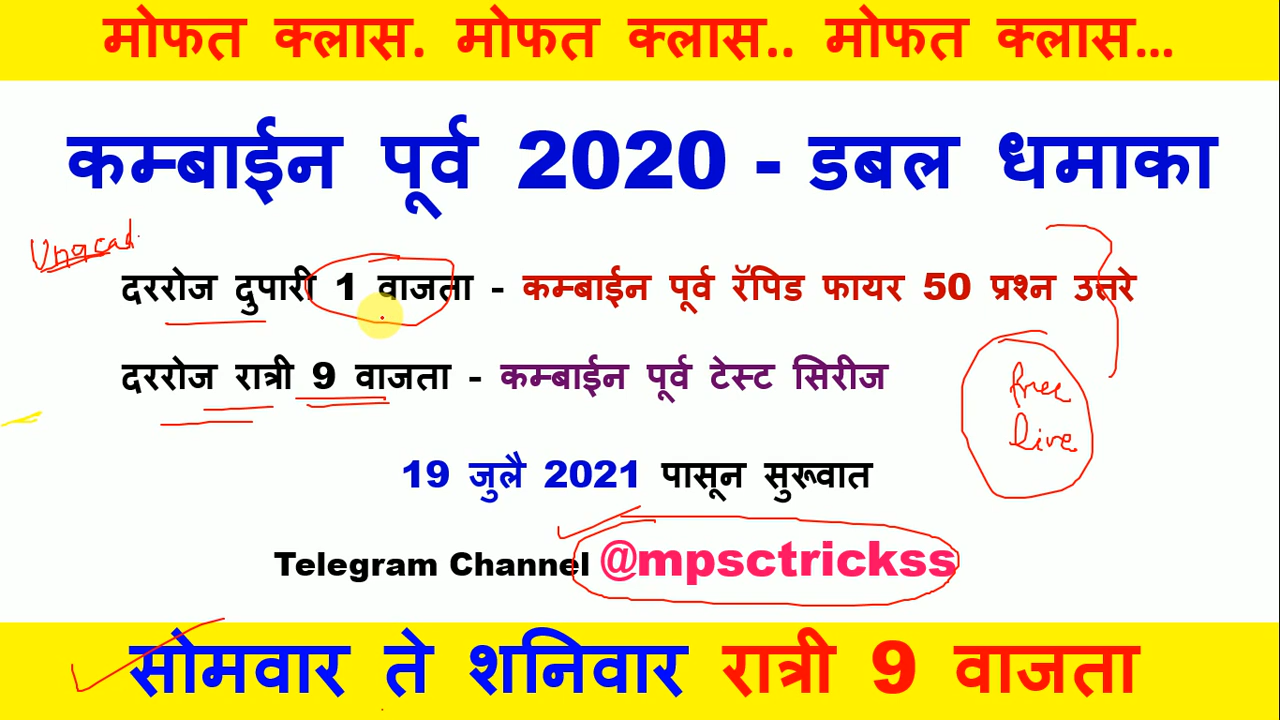 मोफत क्लास. मोफत क्लास.. मोफत क्लास...
कम्बाईन पूर्व 2020 - डबल धमाका
Unacad
दररोज दुपारी 1 वाजता - कम्बाईन पूर्व रॅपिड फायर 50 प्रश्न उत्तरे
दररोज रात्री 9 वाजता - कम्बाईन पूर्व टेस्ट सिरीज
free
live
19 जुलै 2021 पासून सुरूवात
Telegram Channel @mpsctrickss
सोमवार ते शनिवार रात्री 9 वाजता